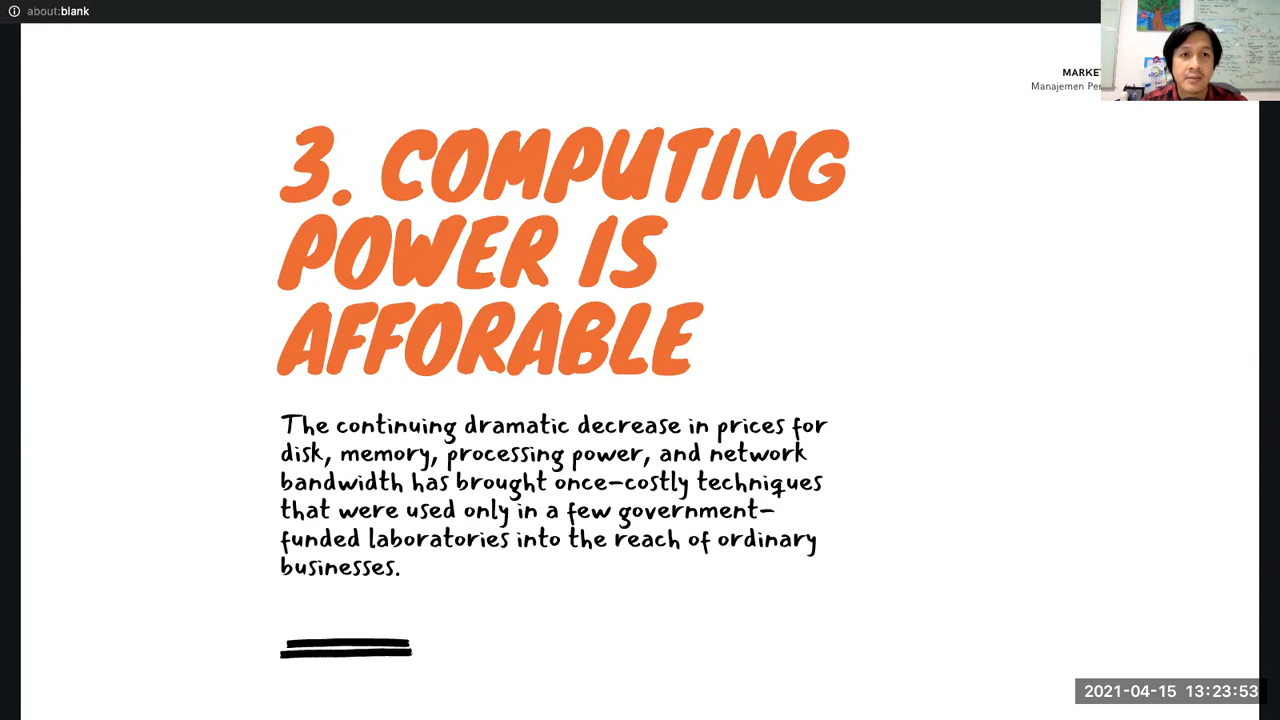 about:blank
MARKET
Manajemen Per
3. COMPUTING
POWER IS
AFFORABLE
The continuing dramatic decrease in prices for
disk, memory, processing power, and network
bandwidth has brought once-costly techniques
that were used only in a few government-
funded laboratories into the reach of ordinary
businesses.
2021-04-15 13:23:53